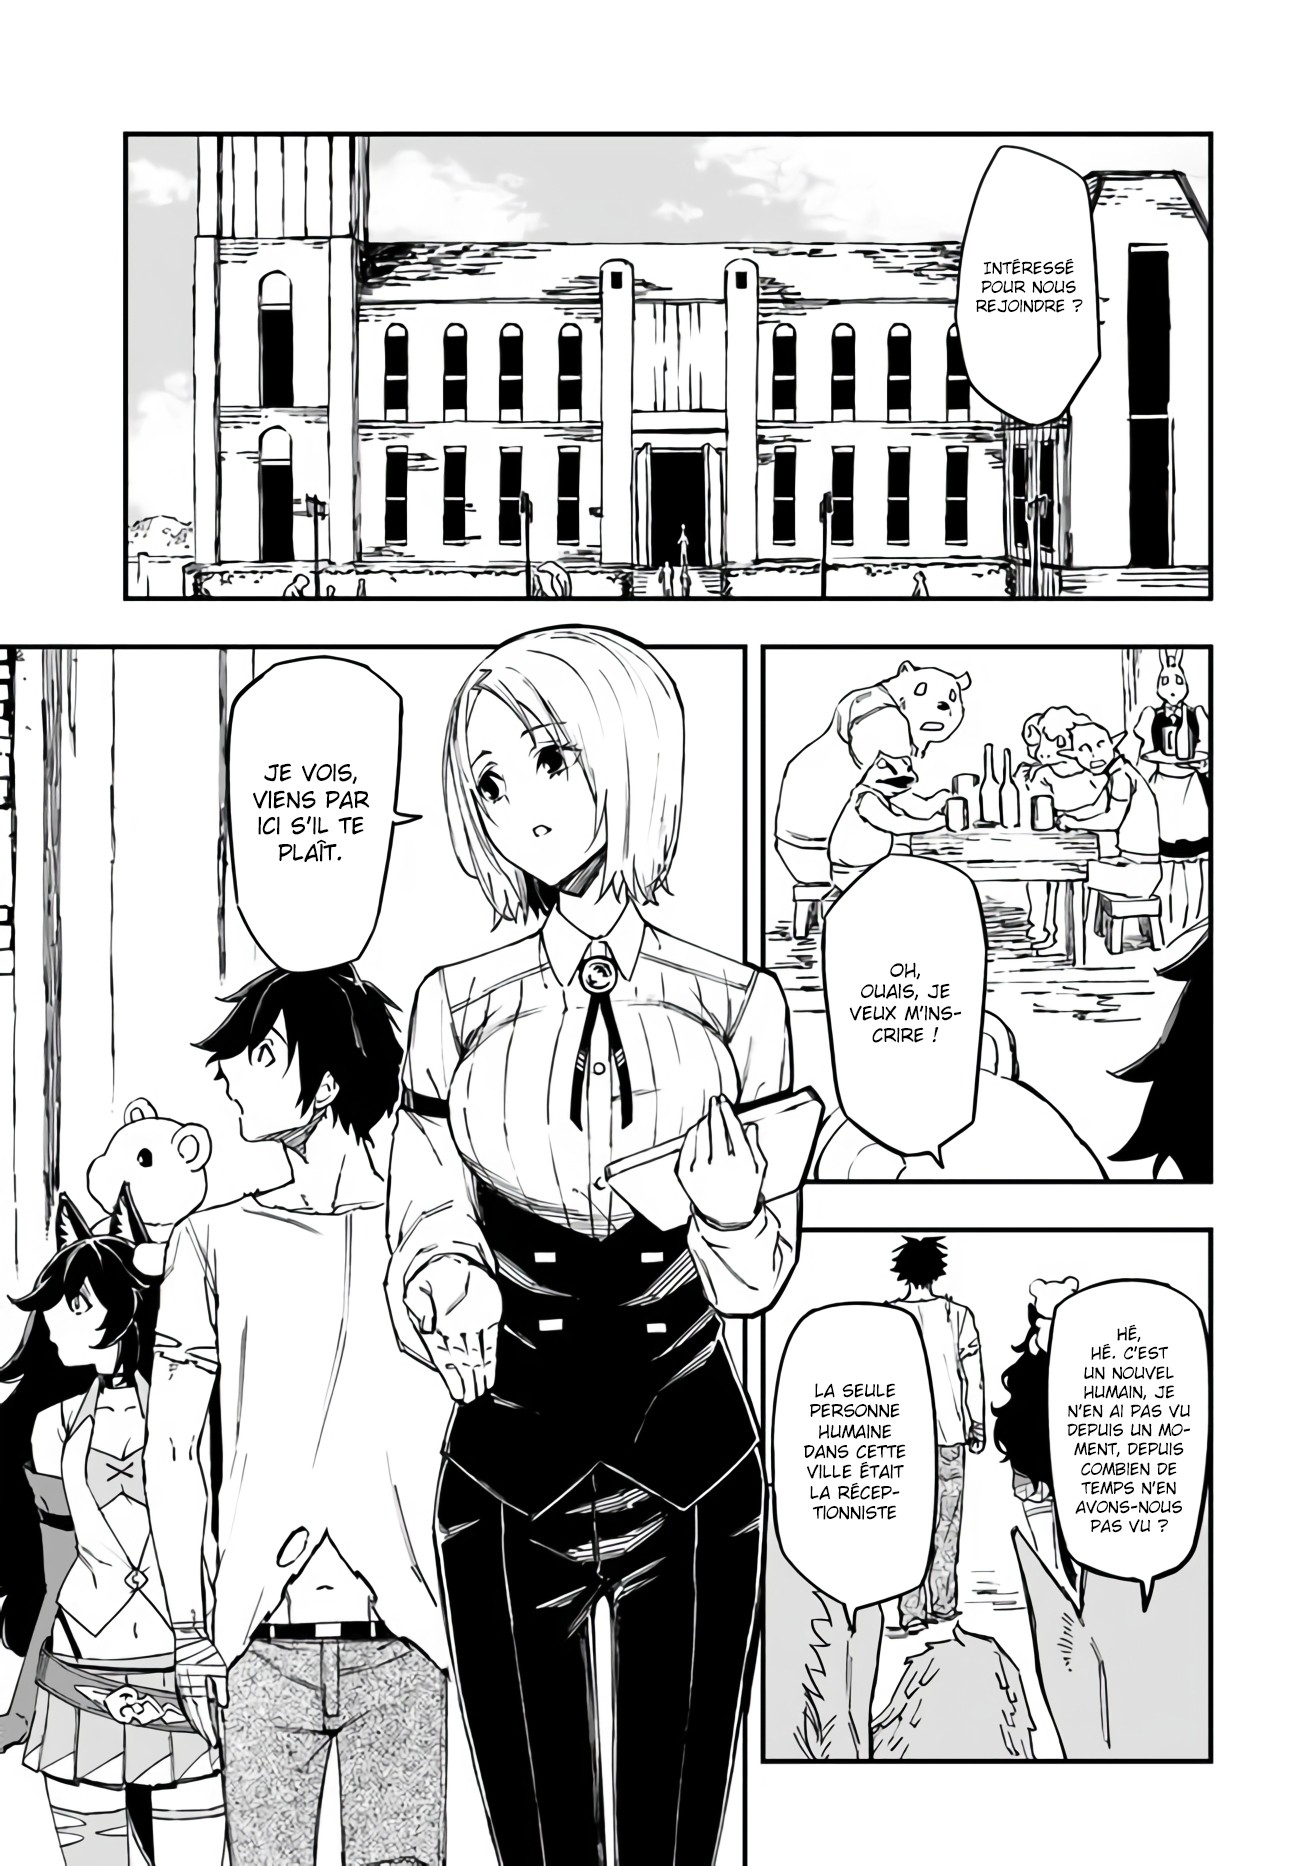 INTÉRESSÉ
POUR NOUS
REJOINDRE ?
OH,
OUAIS, JE
VEUX M'INS-
CRIRE !
HÉ,
HÉ. C'EST
UN NOUVEL
HUMAIN, JE
N'EN AI PAS VU
DEPUIS UN MO-
MENT, DEPUIS
COMBIEN DE
TEMPS N'EN
AVONS-NOUS
PAS VU ?
LA SEULE
PERSONNE
HUMAINE
DANS CETTE
VILLE ÉTAIT
LA RÉCEP-
TIONNISTE
JE VOIS,
VIENS PAR
ICI S'IL TE
PLAÎT.